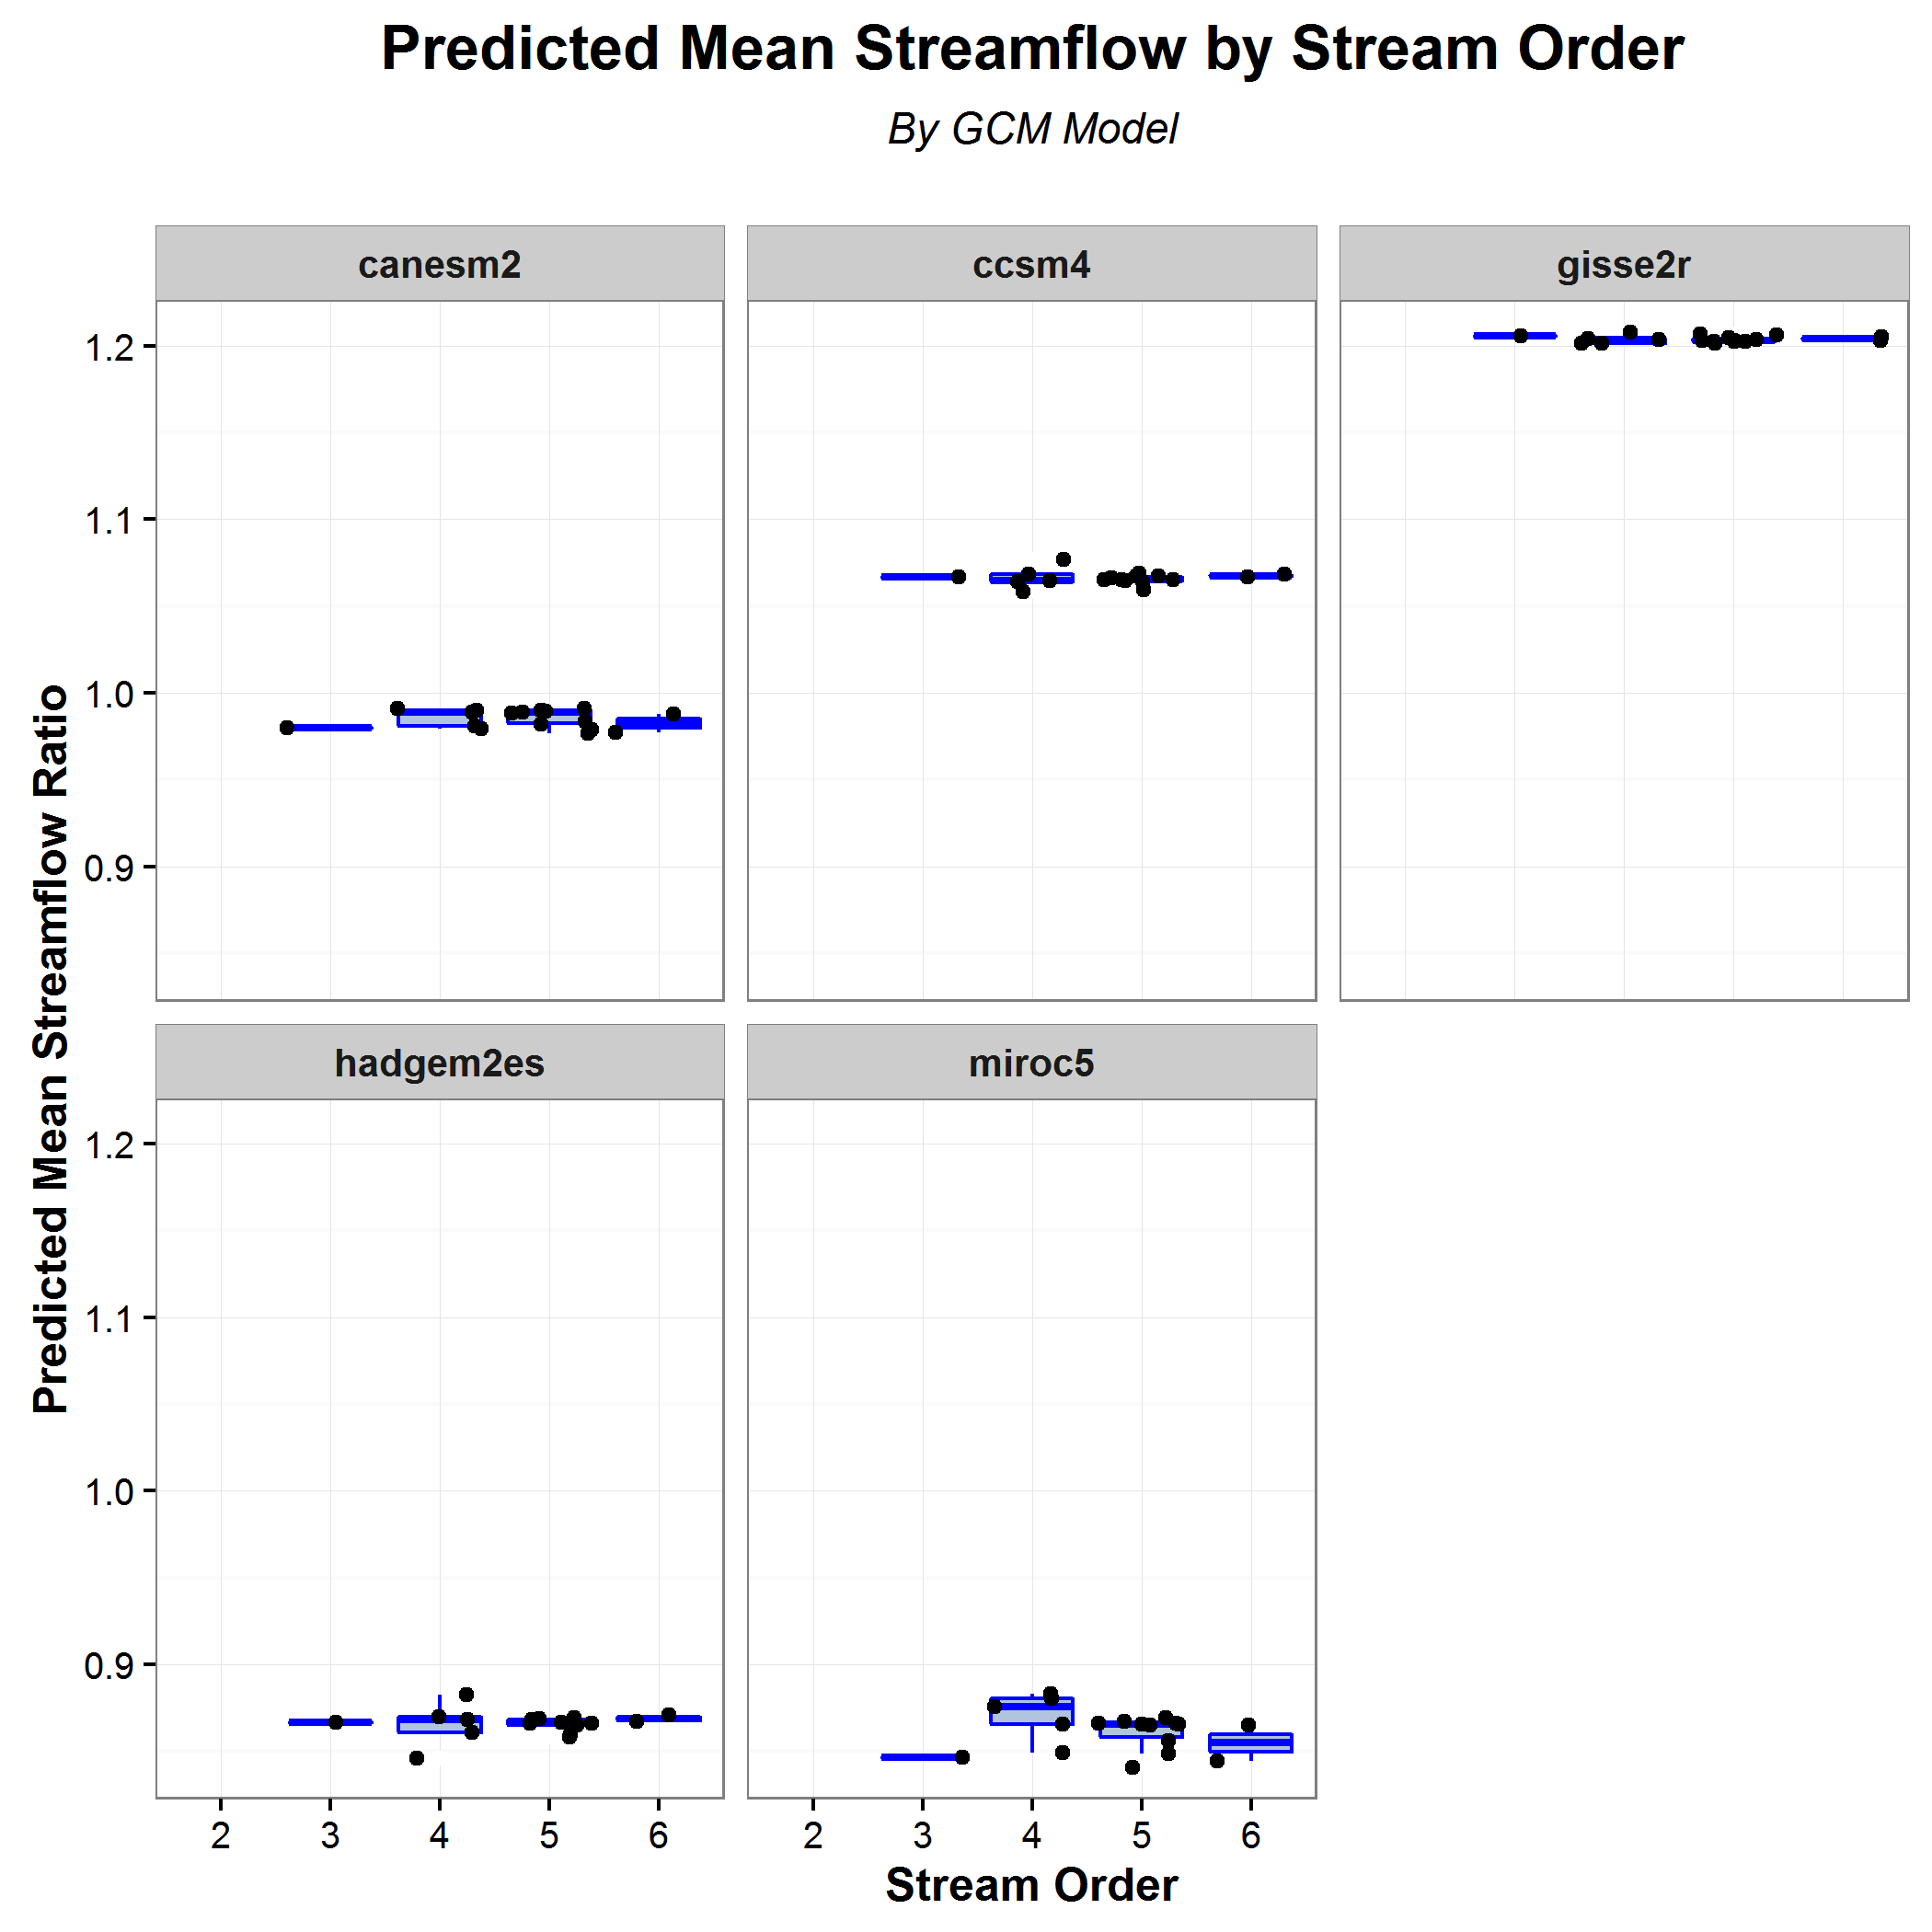 Predicted Mean Streamflow by Stream Order
By GCM Model
canesm2
ccsm4
gisse2r
1.2
1.1
1.0
0.9
Predicted Mean Streamflow Ratio
hadgem2es
miroc5
1.2
1.1
1.0
0.9
2 3 4 5 6
2 3 4 5 6
Stream Order